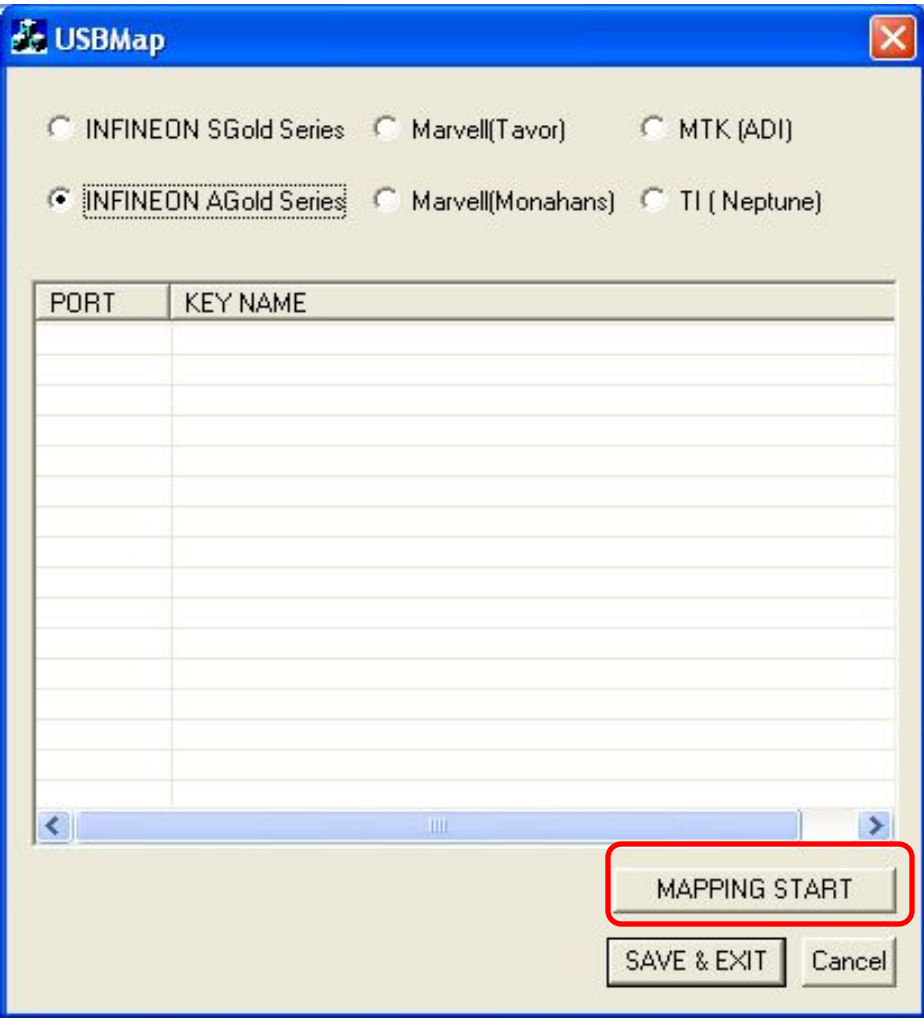 USBMap
INFINEON SGold Series Marvell(Tavor) MTK (ADI)
INFINEON AGold Series Marvell(Monahans) TI ( Neptune)
PORT KEY NAME
MAPPING START
SAVE & EXIT Cancel